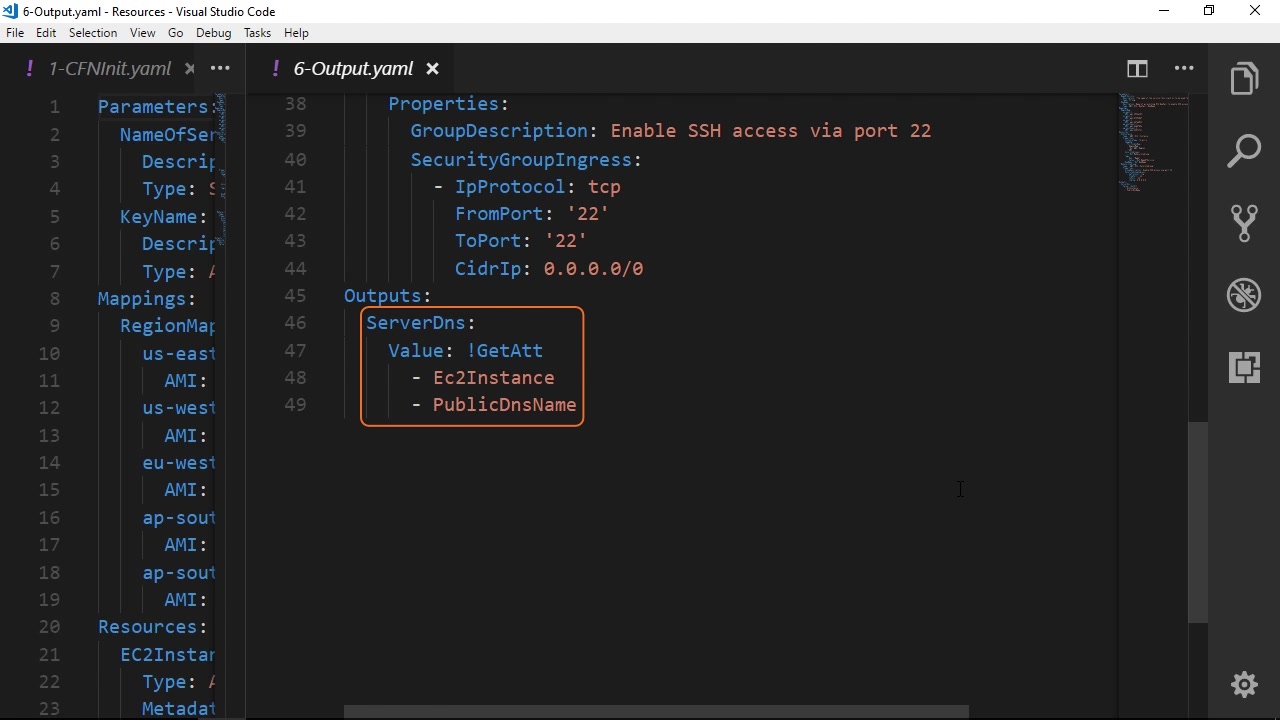 6-Output.yaml - Resources - Visual Studio Code
File Edit Selection View Go Debug Tasks Help
! 1-CFNInit.yaml × ···
! 6-Output.yaml × ···
1 Parameters:
2 NameOfSer
3 Descrip
4 Type: S
5 KeyName:
6 Descrip
7 Type: A
8 Mappings:
9 RegionMap
10 us-east
11 AMI:
12 us-west
13 AMI:
14 eu-west
15 AMI:
16 ap-sout
17 AMI:
18 ap-sout
19 AMI:
20 Resources:
21 EC2Instan
22 Type: A
23 Metadat
38 Properties:
39 GroupDescription: Enable SSH access via port 22
40 SecurityGroupIngress:
41 - IpProtocol: tcp
42 FromPort: '22'
43 ToPort: '22'
44 CidrIp: 0.0.0.0/0
45 Outputs:
46 ServerDns:
47 Value: !GetAtt
48 - Ec2Instance
49 - PublicDnsName